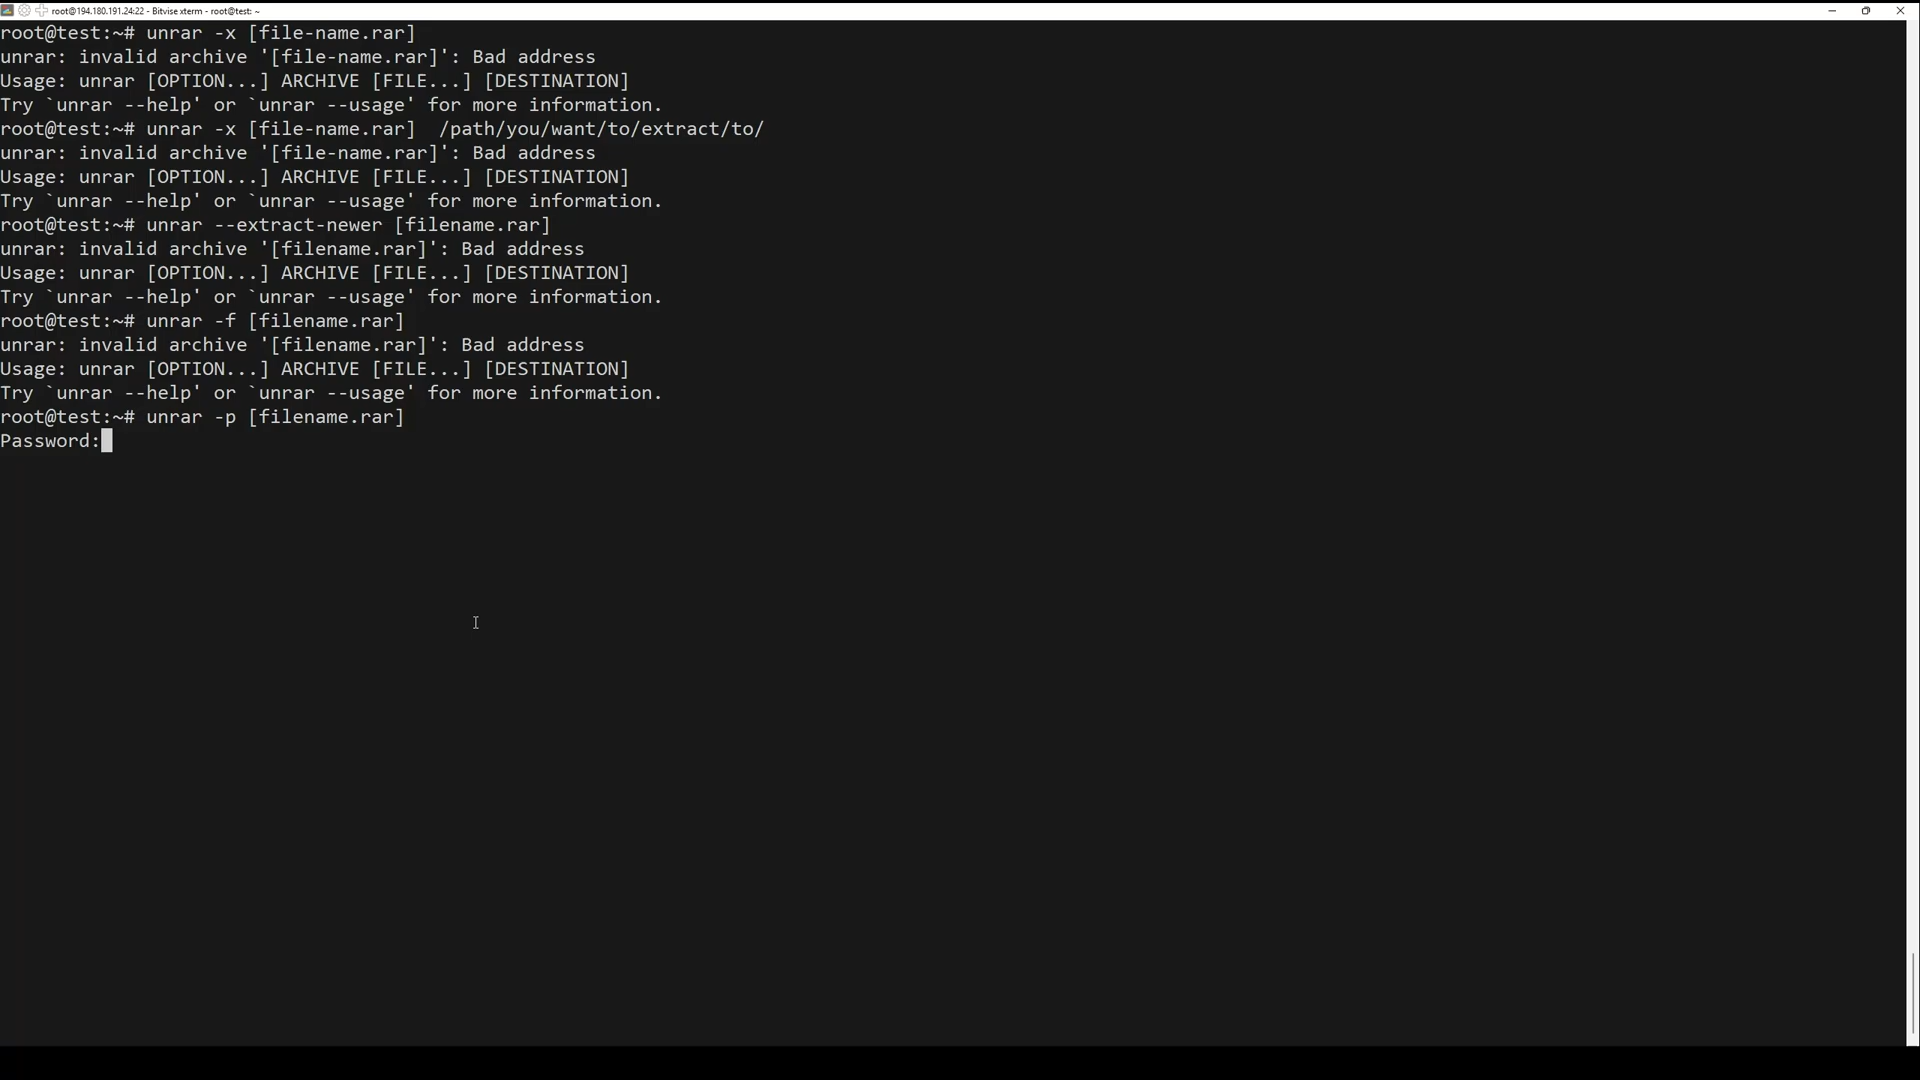 root@194.180.191.24:22 - Bitvise xterm - root@test: ~
root@test:~# unrar -x [file-name.rar]
unrar: invalid archive '[file-name.rar]': Bad address
Usage: unrar [OPTION...] ARCHIVE [FILE...] [DESTINATION]
Try `unrar --help' or `unrar --usage' for more information.
root@test:~# unrar -x [file-name.rar]  /path/you/want/to/extract/to/
unrar: invalid archive '[file-name.rar]': Bad address
Usage: unrar [OPTION...] ARCHIVE [FILE...] [DESTINATION]
Try `unrar --help' or `unrar --usage' for more information.
root@test:~# unrar --extract-newer [filename.rar]
unrar: invalid archive '[filename.rar]': Bad address
Usage: unrar [OPTION...] ARCHIVE [FILE...] [DESTINATION]
Try `unrar --help' or `unrar --usage' for more information.
root@test:~# unrar -f [filename.rar]
unrar: invalid archive '[filename.rar]': Bad address
Usage: unrar [OPTION...] ARCHIVE [FILE...] [DESTINATION]
Try `unrar --help' or `unrar --usage' for more information.
root@test:~# unrar -p [filename.rar]
Password: